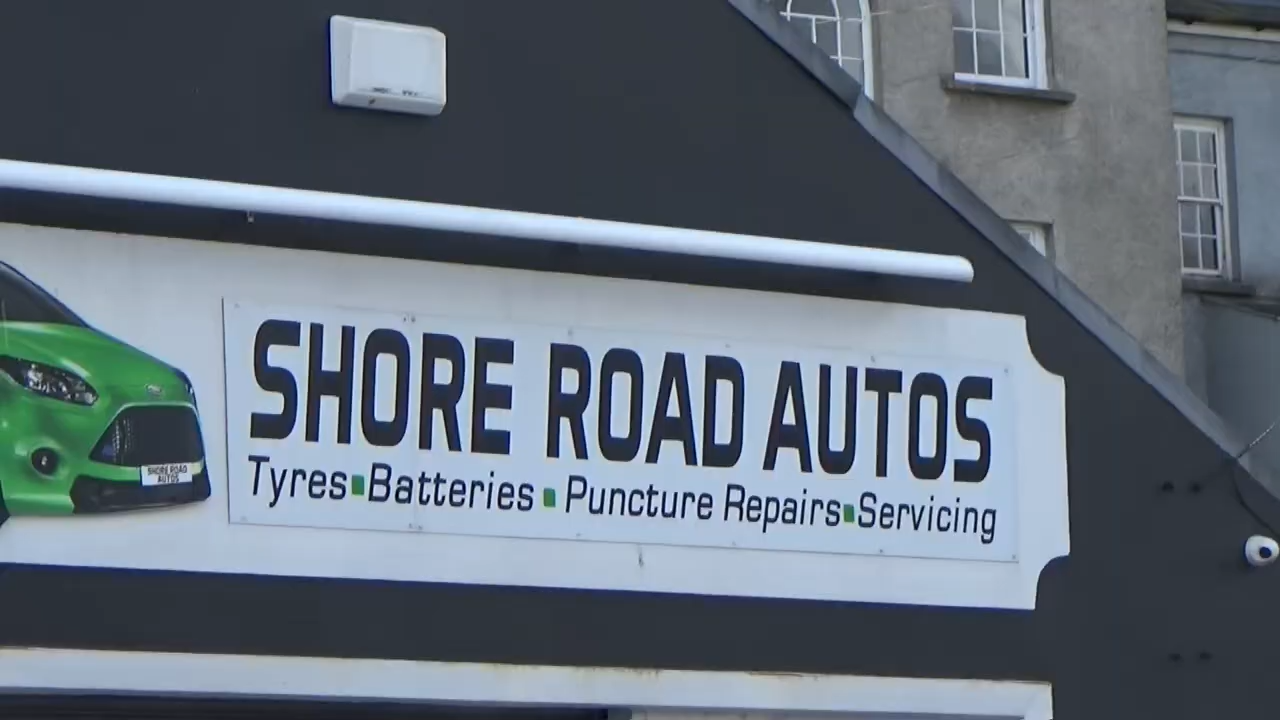 SHORE ROAD AUTOS
Tyres▪Batteries ▪ Puncture Repairs▪Servicing
SHORE ROAD
AUTOS